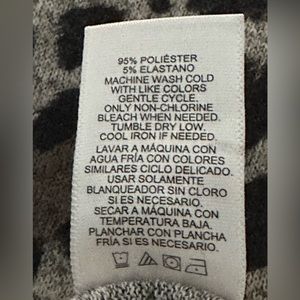 95% POLIÉSTER
5% ELASTANO
MACHINE WASH COLD
WITH LIKE COLORS
GENTLE CYCLE.
ONLY NON-CHLORINE
BLEACH WHEN NEEDED.
TUMBLE DRY LOW.
COOL IRON IF NEEDED.
LAVAR A MÁQUINA CON
AGUA FRÍA CON COLORES
SIMILARES CICLO DELICADO.
USAR SOLAMENTE
BLANQUEADOR SIN CLORO
SI ES NECESARIO.
SECAR A MÁQUINA CON
TEMPERATURA BAJA.
PLANCHAR CON PLANCHA
FRÍA SI ES NECESARIO.